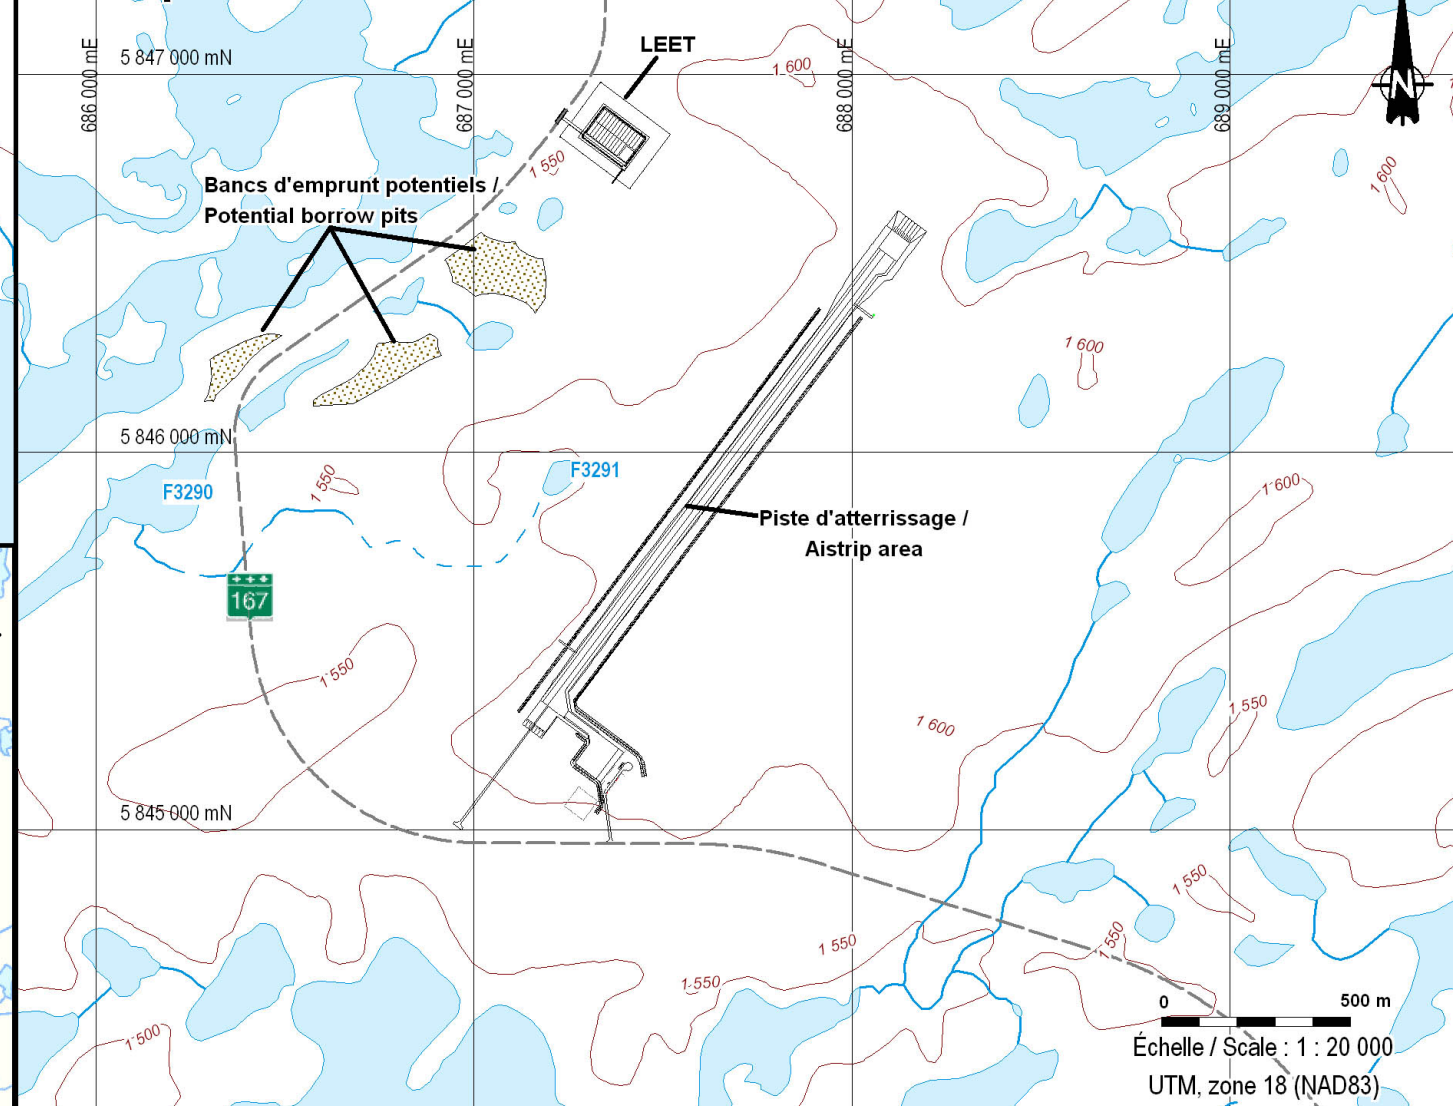 686 000 mE
5 847 000 mN
687 000 mE
LEET
1 600
688 000 mE
689 000 mE
N
1 550
1 600
Bancs d'emprunt potentiels /
Potential borrow pits
1 600
5 846 000 mN
F3290
1 550
F3291
1 600
Piste d'atterrissage /
Aistrip area
167
1 550
1 600
1 550
5 845 000 mN
1 550
1 550
1 550
1 550
1 500
0 500 m
Échelle / Scale : 1 : 20 000
UTM, zone 18 (NAD83)